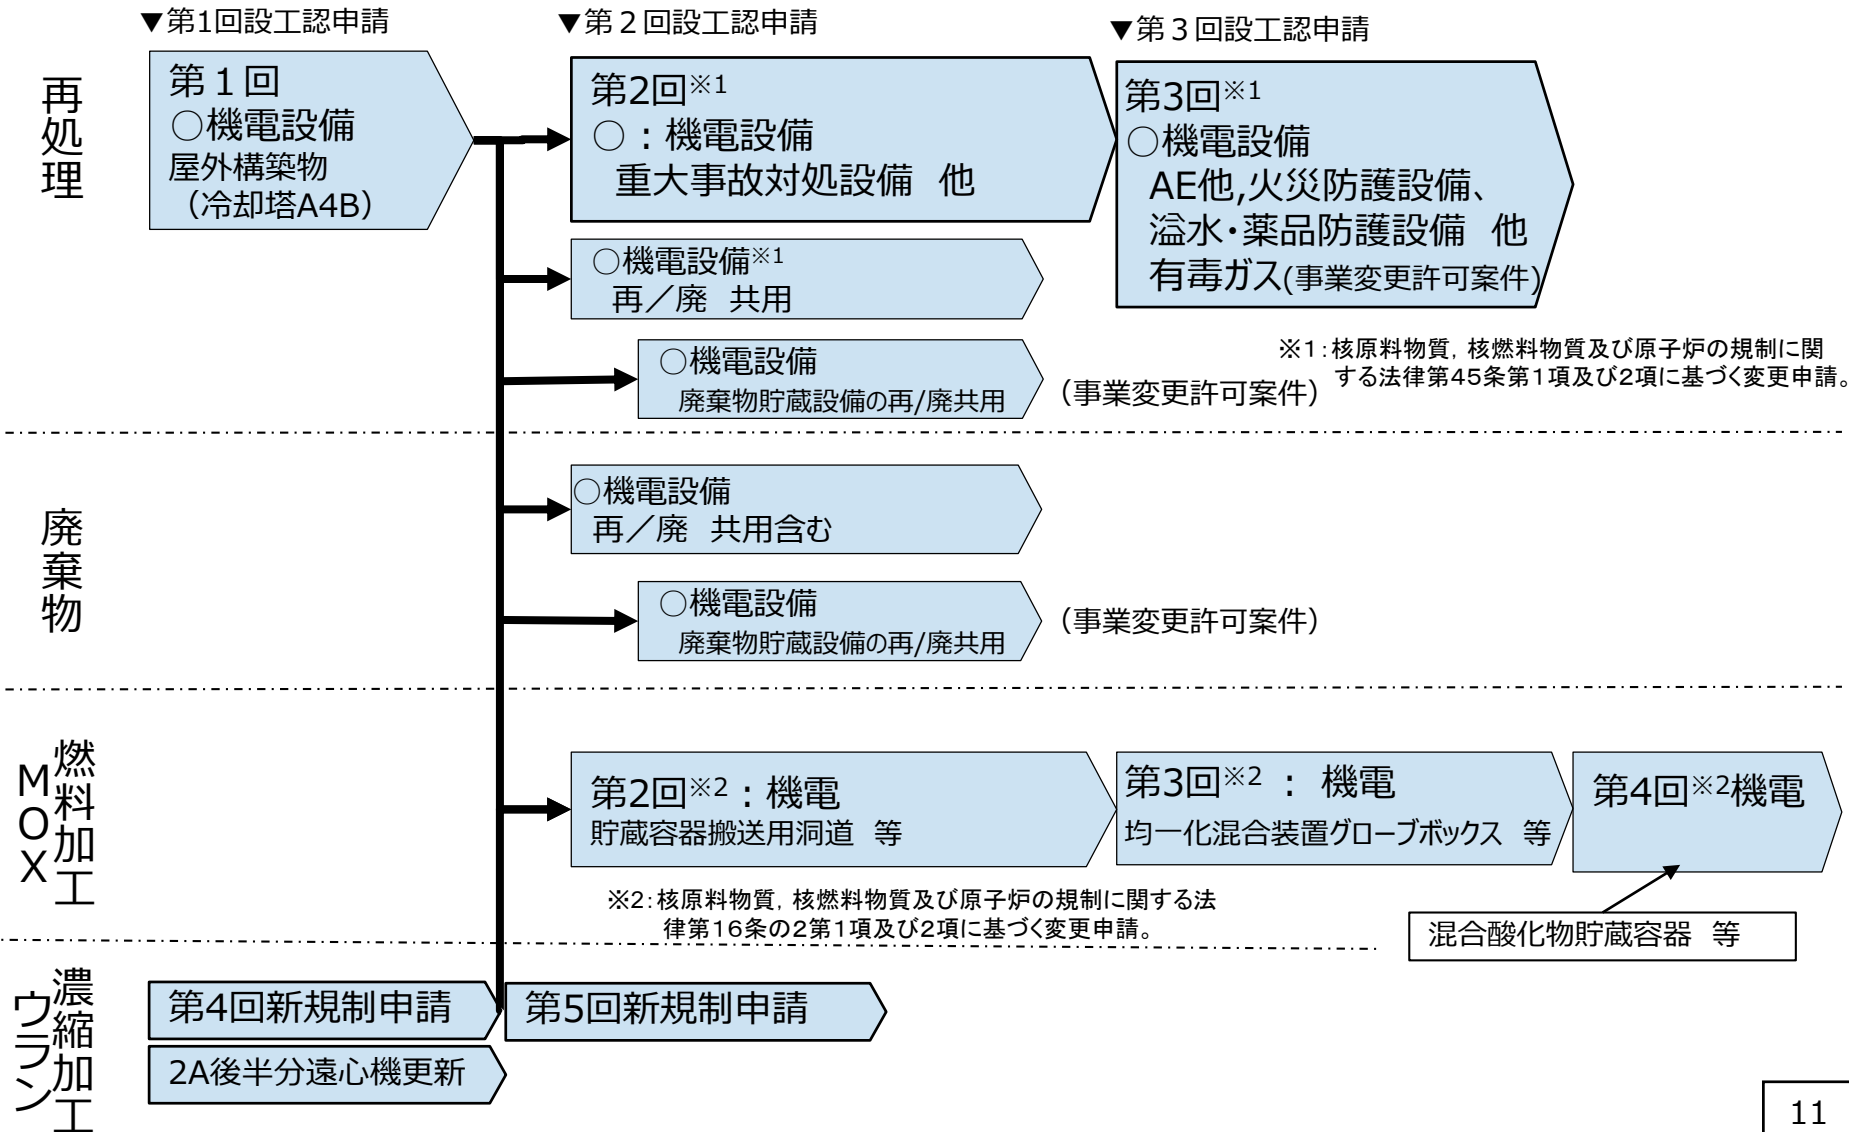 ▼第1回設工認申請
▼第２回設工認申請
▼第３回設工認申請
再処理
第１回
○機電設備
屋外構築物
（冷却塔A4B）
第2回※1
○：機電設備
重大事故対処設備　他
第3回※1
○機電設備
AE他,火災防護設備、
溢水・薬品防護設備　他
有毒ガス(事業変更許可案件)
○機電設備※1
再／廃　共用
○機電設備
廃棄物貯蔵設備の再/廃共用
（事業変更許可案件）
※１：核原料物質，核燃料物質及び原子炉の規制に関
する法律第４５条第１項及び２項に基づく変更申請。
廃棄物
○機電設備
再／廃　共用含む
○機電設備
廃棄物貯蔵設備の再/廃共用
（事業変更許可案件）
MOX
燃料加工
第2回※2：機電
貯蔵容器搬送用洞道　等
第3回※2：　機電
均一化混合装置グローブボックス　等
第4回※2機電
※２：核原料物質，核燃料物質及び原子炉の規制に関する法
律第１６条の２第１項及び２項に基づく変更申請。
混合酸化物貯蔵容器　等
ウラン
濃縮加工
第4回新規制申請
第5回新規制申請
2A後半分遠心機更新
11